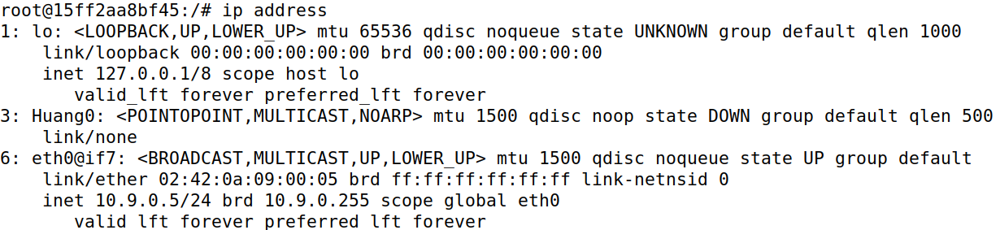 root@15ff2aa8bf45:/# ip address
1: lo: <LOOPBACK,UP,LOWER_UP> mtu 65536 qdisc noqueue state UNKNOWN group default qlen 1000
    link/loopback 00:00:00:00:00:00 brd 00:00:00:00:00:00
    inet 127.0.0.1/8 scope host lo
       valid_lft forever preferred_lft forever
3: Huang0: <POINTOPOINT,MULTICAST,NOARP> mtu 1500 qdisc noop state DOWN group default qlen 500
    link/none
6: eth0@if7: <BROADCAST,MULTICAST,UP,LOWER_UP> mtu 1500 qdisc noqueue state UP group default
    link/ether 02:42:0a:09:00:05 brd ff:ff:ff:ff:ff:ff link-netnsid 0
    inet 10.9.0.5/24 brd 10.9.0.255 scope global eth0
       valid lft forever preferred lft forever